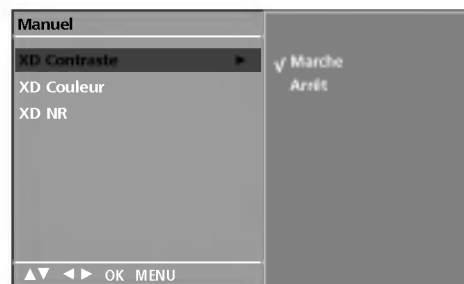 Manuel
XD Contraste
XD Couleur
XD NR
Marche
Arrêt
OK MENU